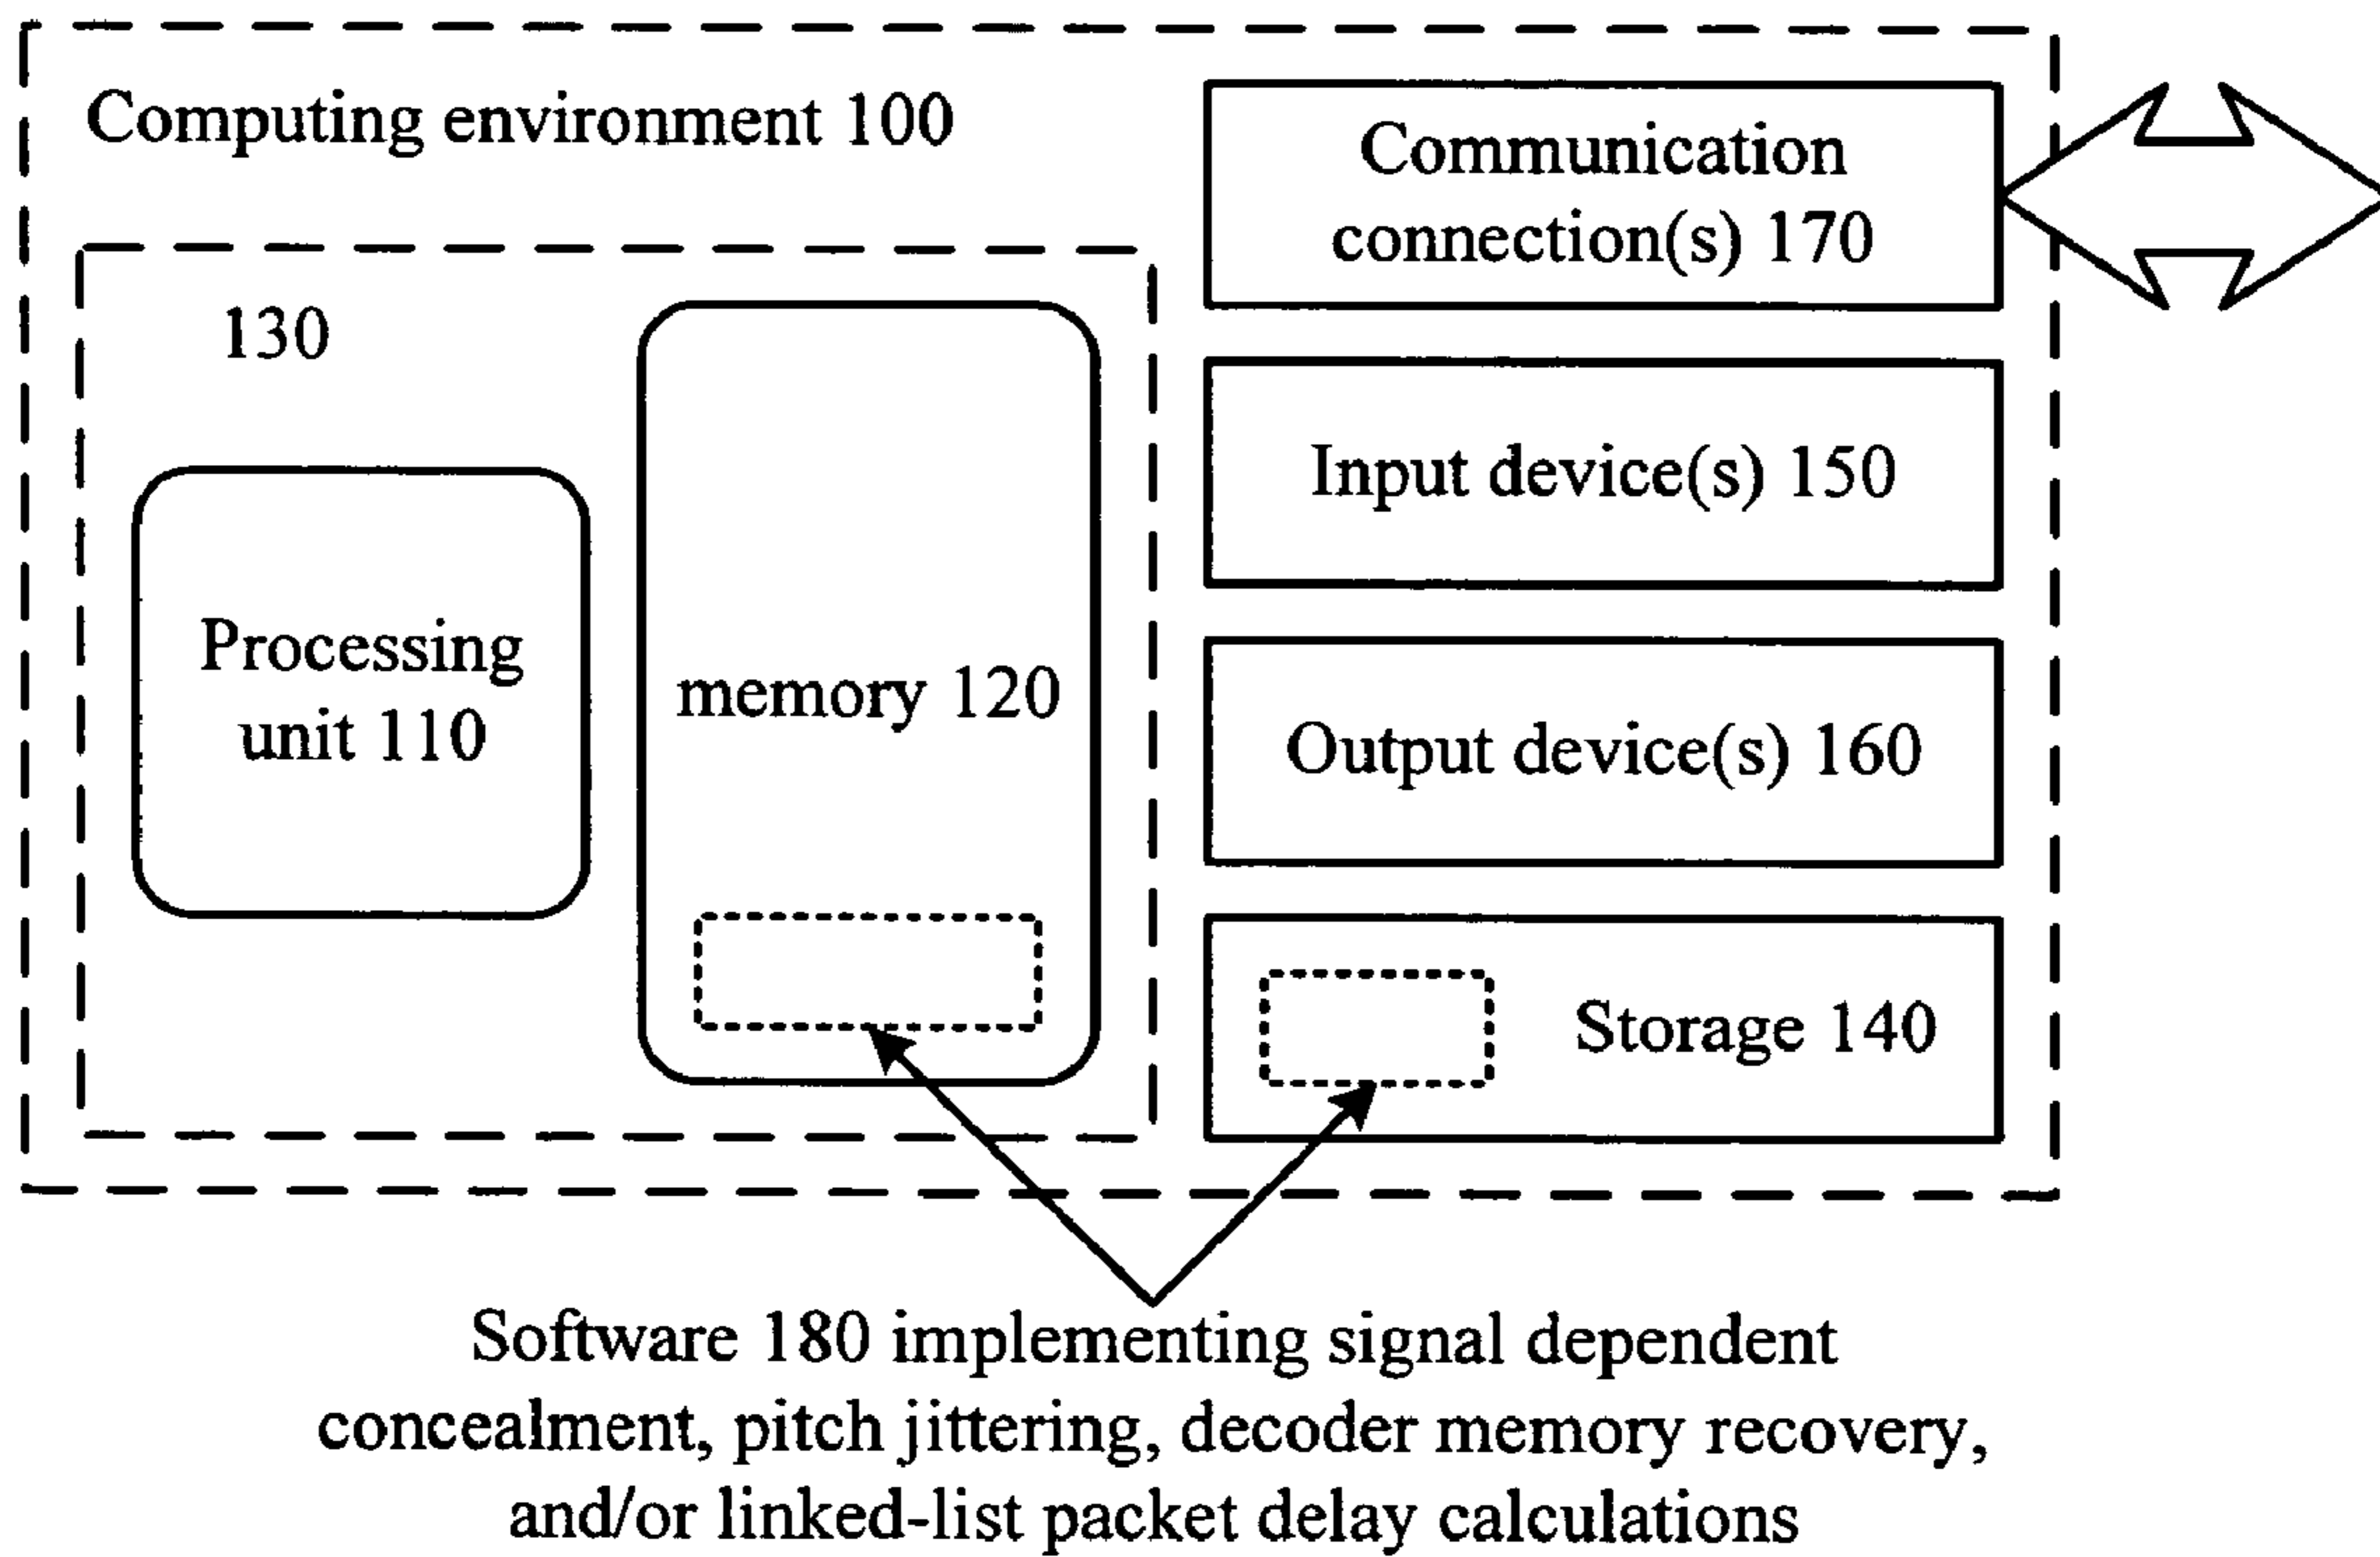 Computing environment 100
130
Processing
unit 110
memory 120
Communication
connection(s) 170
Input device(s) 150
Output device(s) 160
Storage 140
Software 180 implementing signal dependent
concealment, pitch jittering, decoder memory recovery,
and/or linked-list packet delay calculations